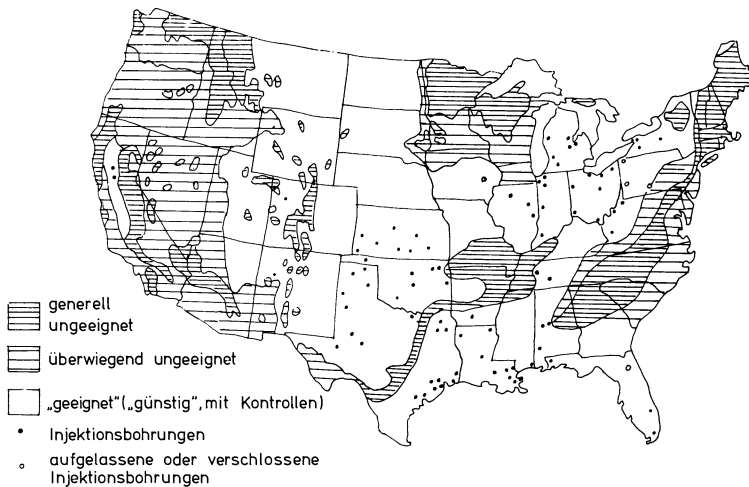 generell
ungeeignet
überwiegend ungeeignet
„geeignet“(„günstig“, mit Kontrollen)
Injektionsbohrungen
aufgelassene oder verschlossene
Injektionsbohrungen